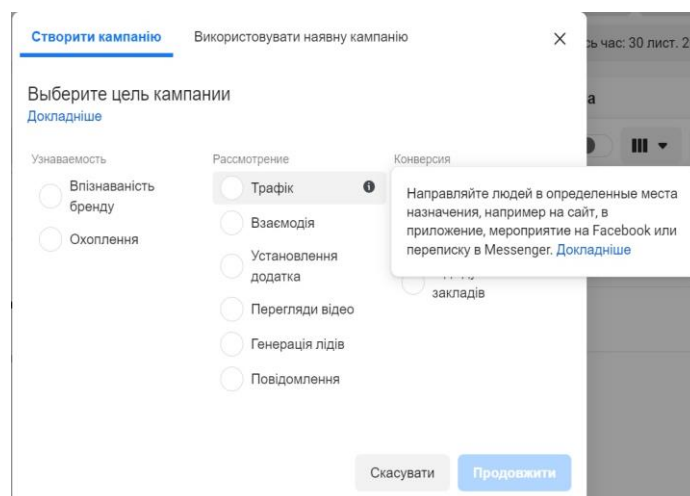 Створити кампанію
Використовувати наявну кампанію
ь час: 30 лист. 2
Выберите цель кампании
а
Докладніше
Узнаваемость
Рассмотрение
Конверсия
Впізнаваність
бренду
Охоплення
Трафік
Взаємодія
Установлення
додатка
Перегляди відео
Генерація лідів
Повідомлення
Направляйте людей в определенные места
назначения, например на сайт, в
приложение, мероприятие на Facebook или
переписку в Messenger. Докладніше
закладів
Скасувати
Продовжити